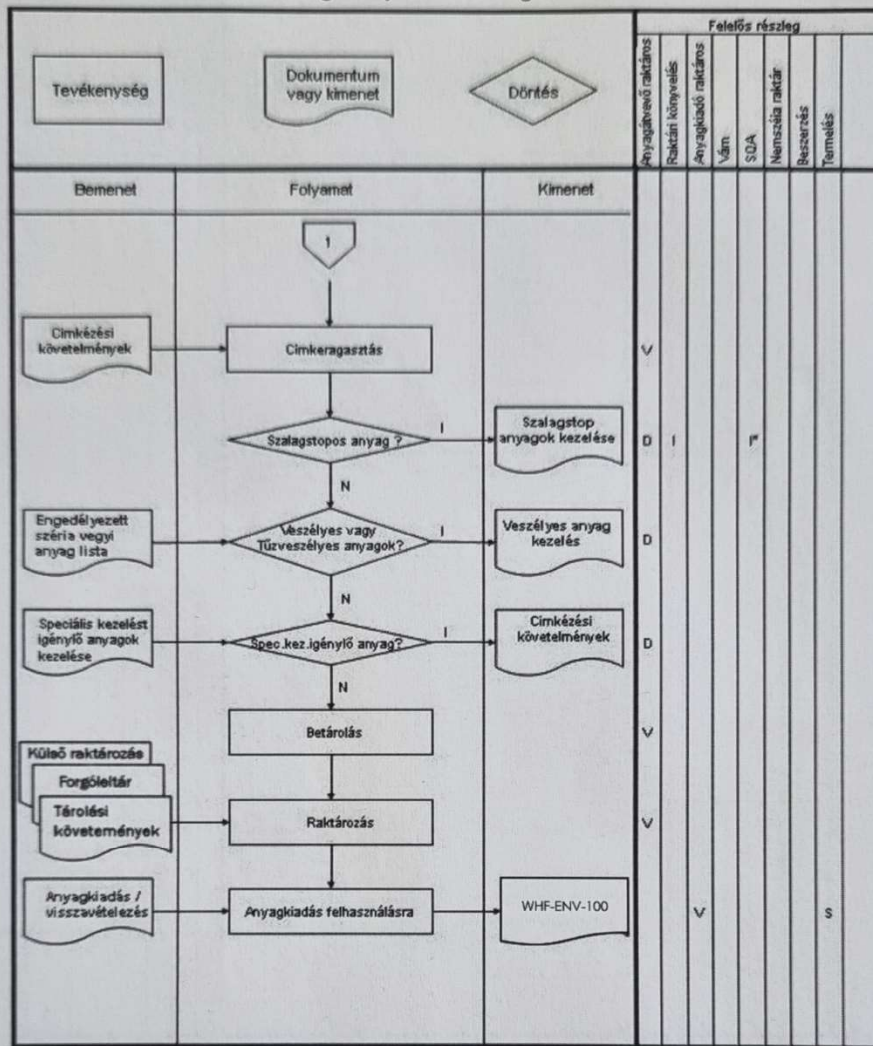 Felelős részleg
Tevékenység
Dokumentum
vagy kimenet
Döntés
Anyagátvevő raktáros
Raktári könyvelés
Anyagkiadó raktáros
Vám
SQA
Nemszéria raktár
Beszerzés
Termelés
Bemenet
Folyamat
Kimenet
1
Cimkézési
követelmények
Cimkeragasztás
V
Szalagstopos anyag ?
I
Szalagstop
anyagok kezelése
D
I
I*
N
Engedélyezett
széria vegyi
anyag lista
Veszélyes vagy
Tűzveszélyes anyagok?
I
Veszélyes anyag
kezelés
D
N
Speciális kezelést
igénylő anyagok
kezelése
Spec.kez.igénylő anyag?
I
Cimkézési
követelmények
D
N
Betárolás
V
Külső raktározás
Forgóleltár
Tárolási
követemények
Raktározás
V
Anyagkiadás /
visszavételezés
Anyagkiadás felhasználásra
WHF-ENV-100
V
S